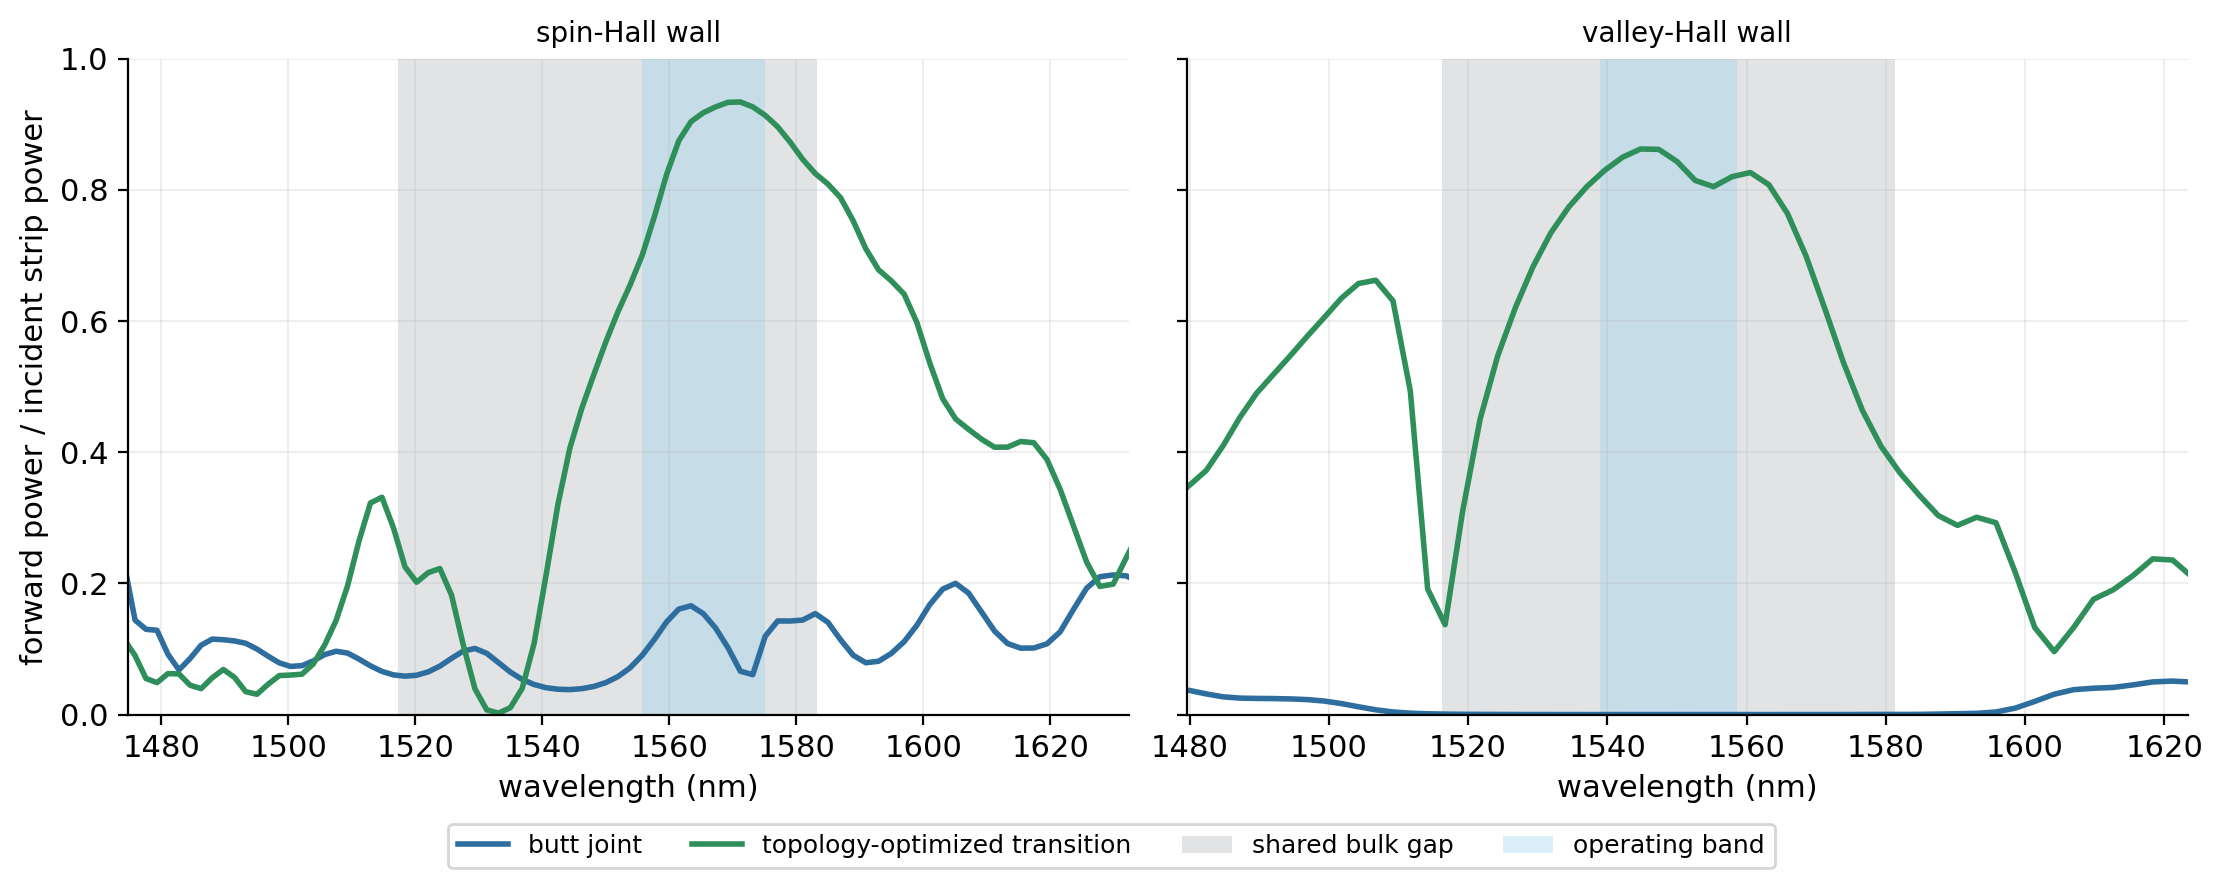 spin-Hall wall
valley-Hall wall
forward power / incident strip power
1.0
0.8
0.6
0.4
0.2
0.0
1480 1500 1520 1540 1560 1580 1600 1620
1480 1500 1520 1540 1560 1580 1600 1620
wavelength (nm)
wavelength (nm)
butt joint
topology-optimized transition
shared bulk gap
operating band